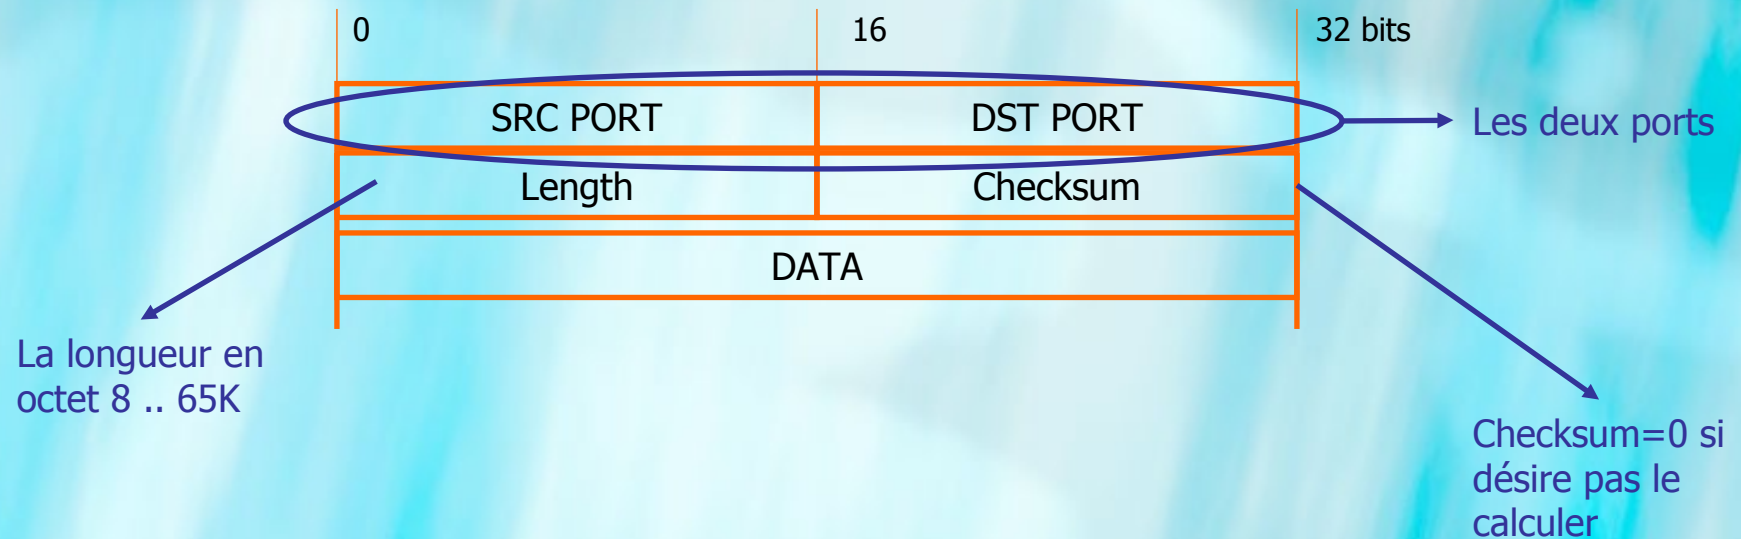 0 16 32 bits
SRC PORT DST PORT
Les deux ports
Length Checksum
DATA
La longueur en
octet 8 .. 65K
Checksum=0 si
désire pas le
calculer